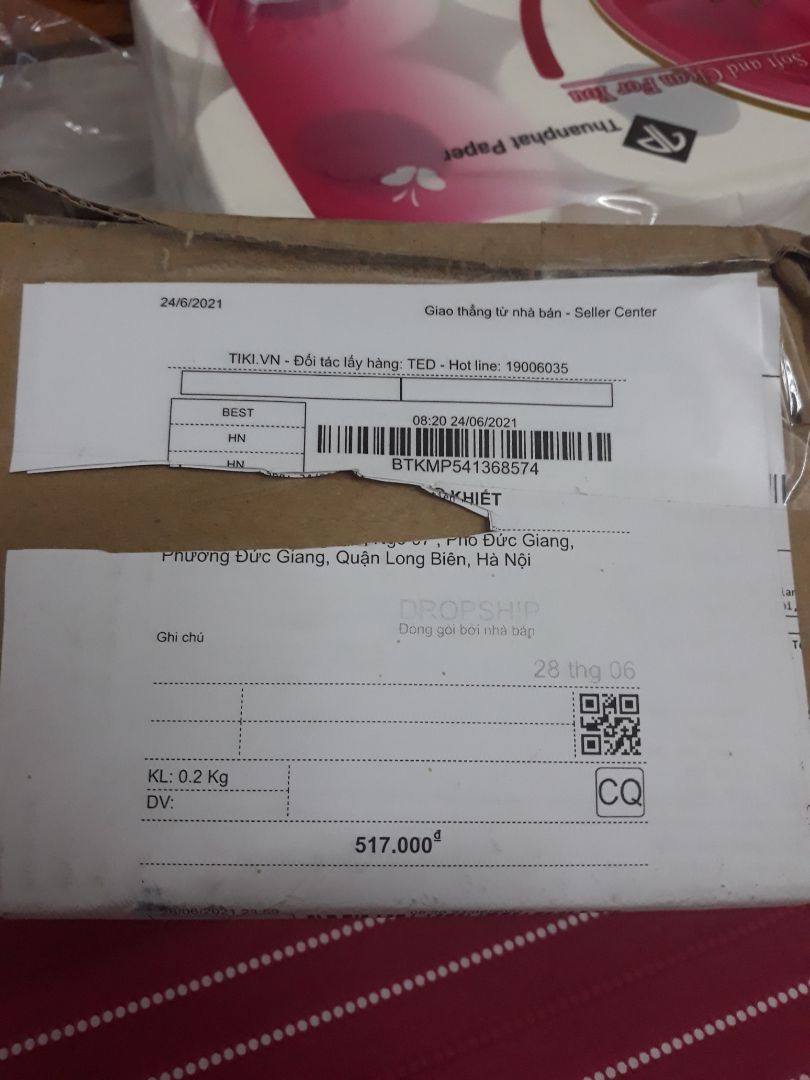 Soft and Clean For You
Thuanphat Paper
24/6/2021
Giao thẳng từ nhà bán - Seller Center
TIKI.VN - Đối tác lấy hàng: TED - Hot line: 19006035
BEST
08:20 24/06/2021
HN
BTKMP541368574
HN
KHIẾT
Phố Đức Giang,
Phường Đức Giang, Quận Long Biên, Hà Nội
DROPSHIP
Đóng gói bởi nhà bán
Ghi chú
28 thg 06
KL: 0.2 Kg
DV:
CQ
517.000đ